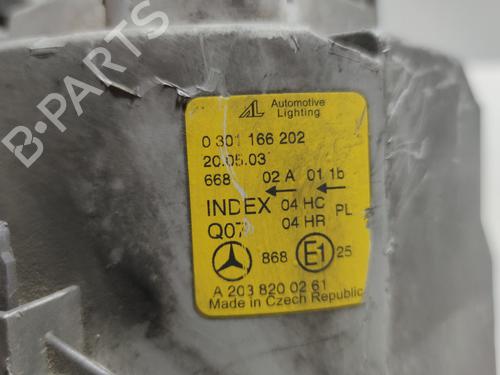 AL Automotive
Lighting
0 301 166 202
20.05.03
668 02 A 01 1b
INDEX 04 HC PL
Q07 04 HR
868 E1 25
A 203 820 02 61
Made in Czech Republic
B-PARTS